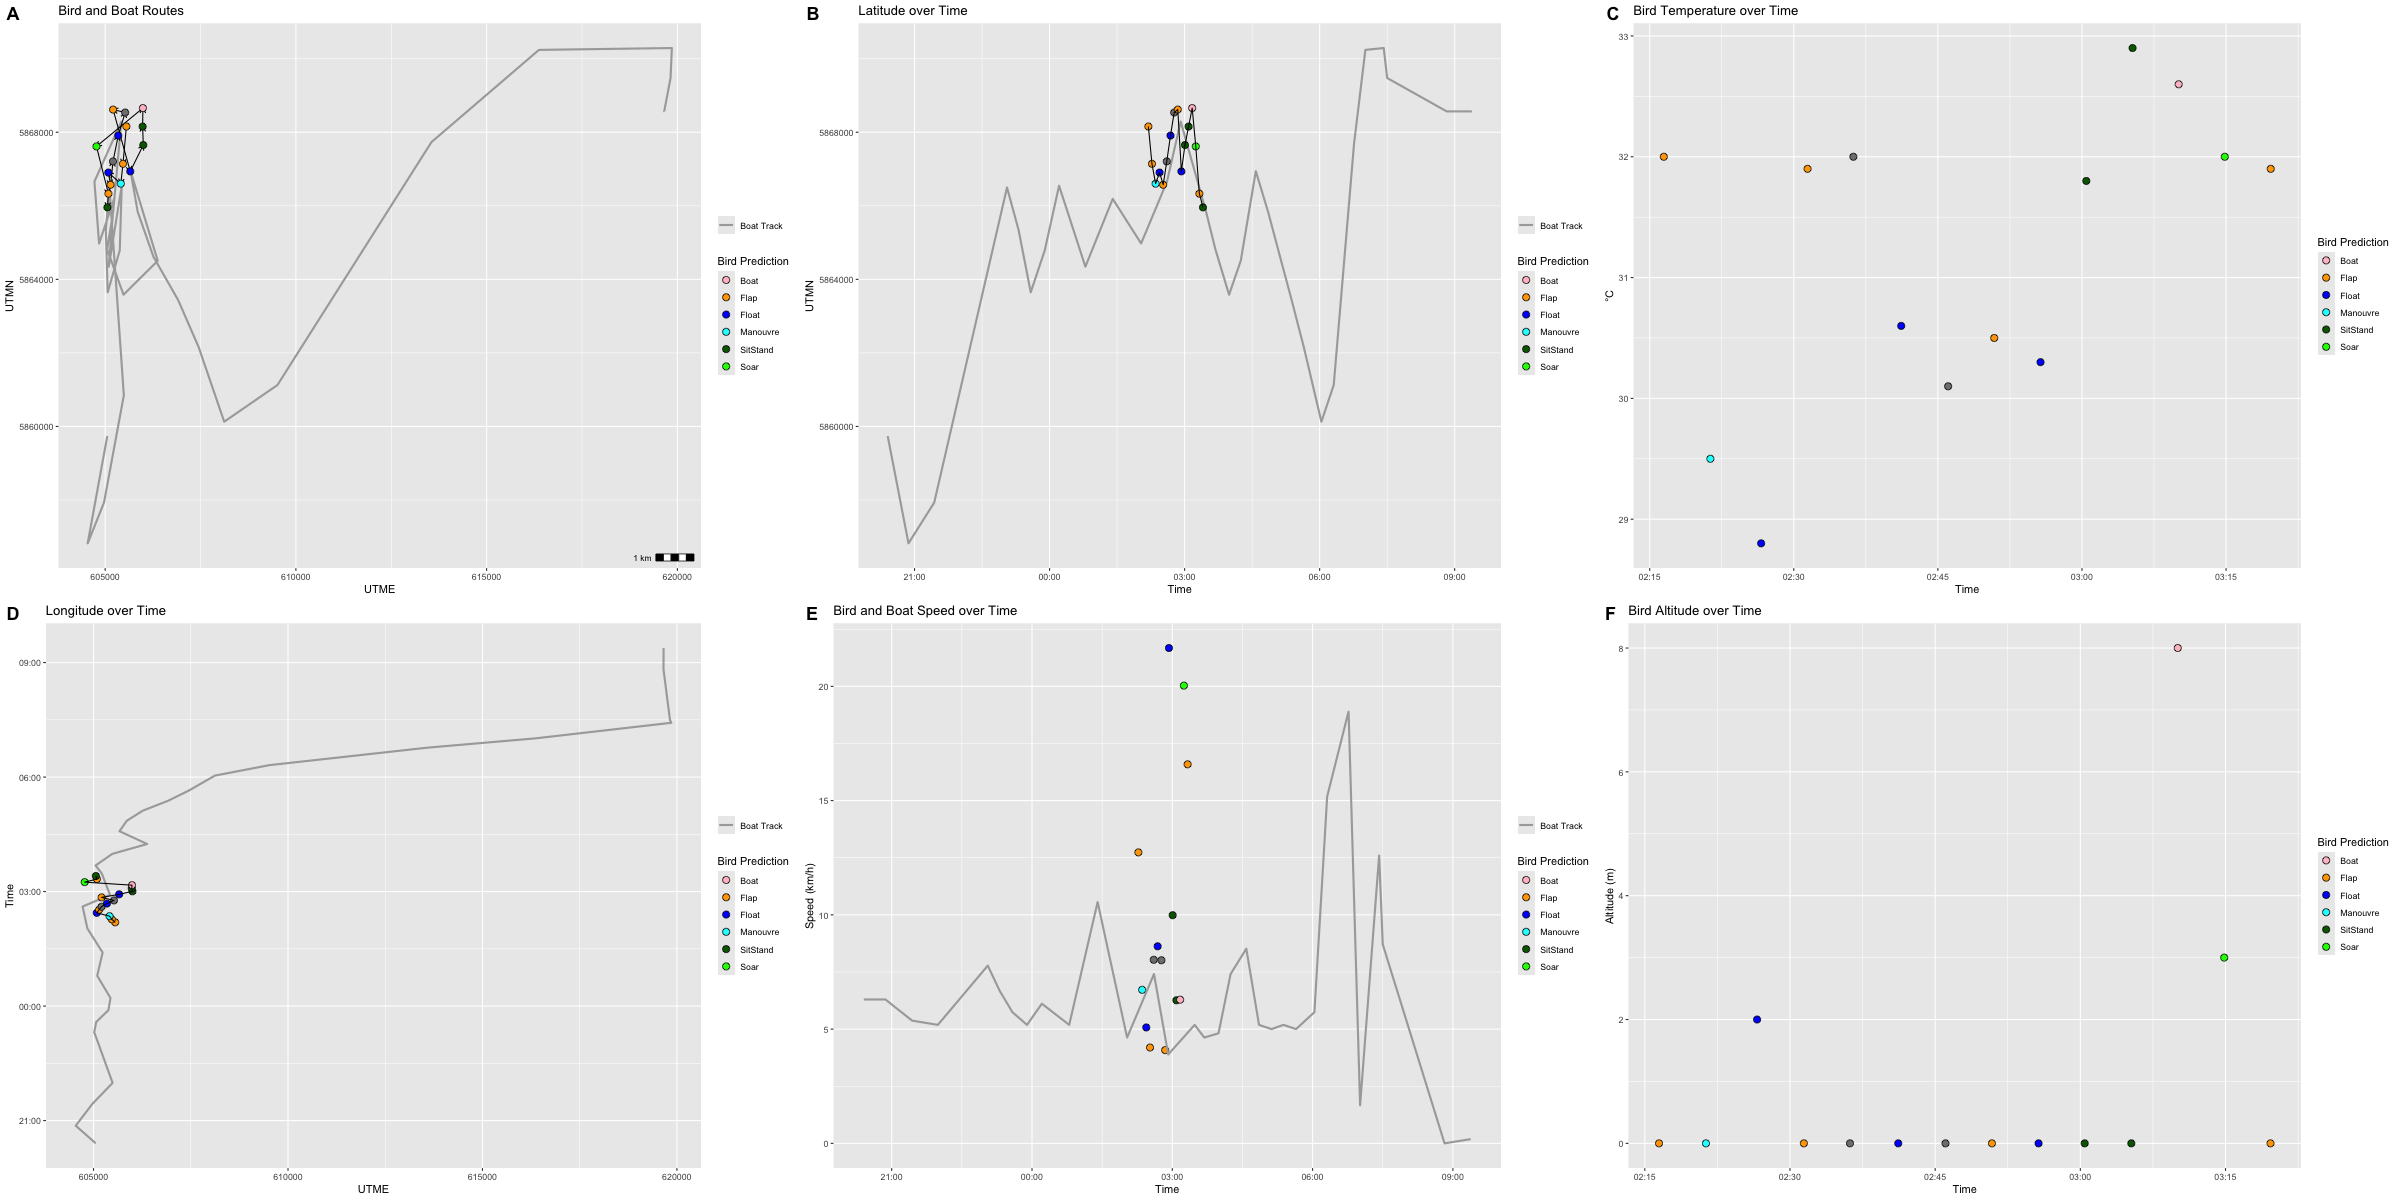 A Bird and Boat Routes
5868000
5864000
5860000
UTMN
605000 610000 615000 620000
UTME
1 km
Boat Track
Bird Prediction
Boat
Flap
Float
Manouvre
SitStand
Soar
B Latitude over Time
5868000
5864000
5860000
UTMN
21:00 00:00 03:00 06:00 09:00
Time
Boat Track
Bird Prediction
Boat
Flap
Float
Manouvre
SitStand
Soar
C Bird Temperature over Time
33
32
31
30
29
°C
02:15 02:30 02:45 03:00 03:15
Time
Bird Prediction
Boat
Flap
Float
Manouvre
SitStand
Soar
D Longitude over Time
09:00
06:00
03:00
00:00
21:00
Time
605000 610000 615000 620000
UTME
Boat Track
Bird Prediction
Boat
Flap
Float
Manouvre
SitStand
Soar
E Bird and Boat Speed over Time
20
15
10
5
0
Speed (km/h)
21:00 00:00 03:00 06:00 09:00
Time
Boat Track
Bird Prediction
Boat
Flap
Float
Manouvre
SitStand
Soar
F Bird Altitude over Time
8
6
4
2
0
Altitude (m)
02:15 02:30 02:45 03:00 03:15
Time
Bird Prediction
Boat
Flap
Float
Manouvre
SitStand
Soar